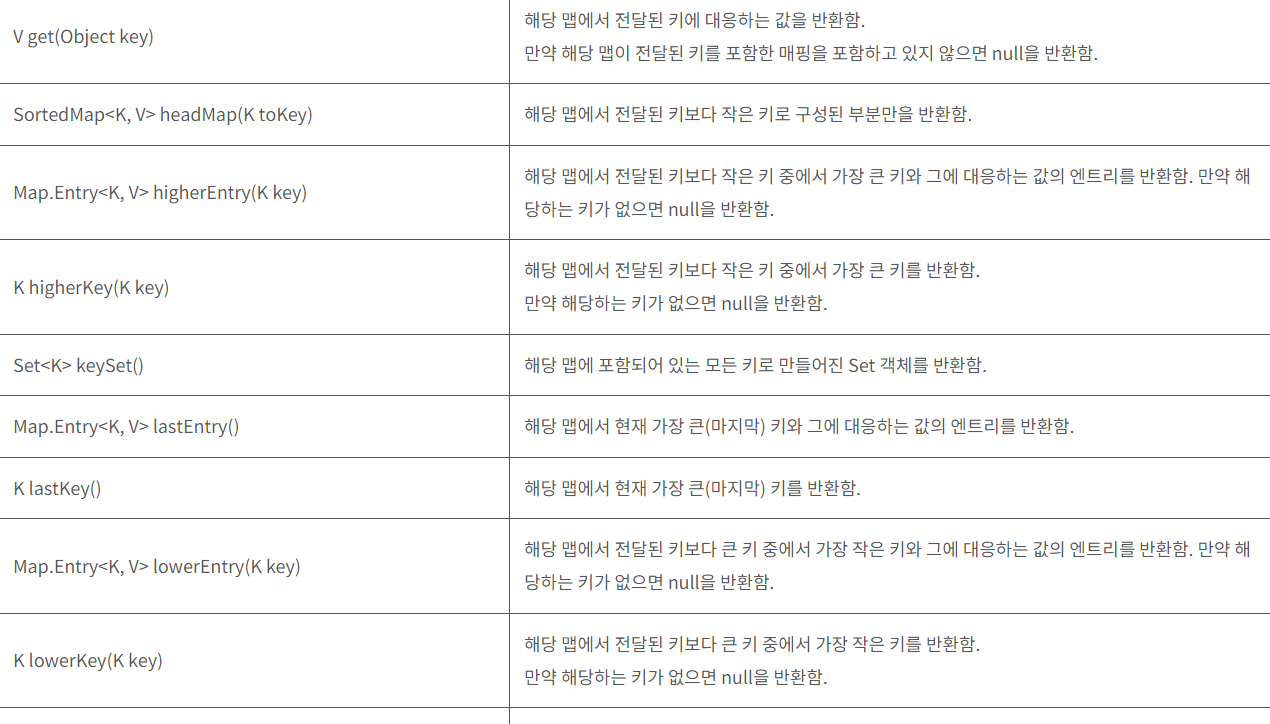 V get(Object key)
해당 맵에서 전달된 키에 대응하는 값을 반환함.
만약 해당 맵이 전달된 키를 포함한 매핑을 포함하고 있지 않으면 null을 반환함.
SortedMap<K, V> headMap(K toKey)
해당 맵에서 전달된 키보다 작은 키로 구성된 부분만을 반환함.
Map.Entry<K, V> higherEntry(K key)
해당 맵에서 전달된 키보다 작은 키 중에서 가장 큰 키와 그에 대응하는 값의 엔트리를 반환함. 만약 해
당하는 키가 없으면 null을 반환함.
K higherKey(K key)
해당 맵에서 전달된 키보다 작은 키 중에서 가장 큰 키를 반환함.
만약 해당하는 키가 없으면 null을 반환함.
Set<K> keySet()
해당 맵에 포함되어 있는 모든 키로 만들어진 Set 객체를 반환함.
Map.Entry<K, V> lastEntry()
해당 맵에서 현재 가장 큰(마지막) 키와 그에 대응하는 값의 엔트리를 반환함.
K lastKey()
해당 맵에서 현재 가장 큰(마지막) 키를 반환함.
Map.Entry<K, V> lowerEntry(K key)
해당 맵에서 전달된 키보다 큰 키 중에서 가장 작은 키와 그에 대응하는 값의 엔트리를 반환함. 만약 해
당하는 키가 없으면 null을 반환함.
K lowerKey(K key)
해당 맵에서 전달된 키보다 큰 키 중에서 가장 작은 키를 반환함.
만약 해당하는 키가 없으면 null을 반환함.